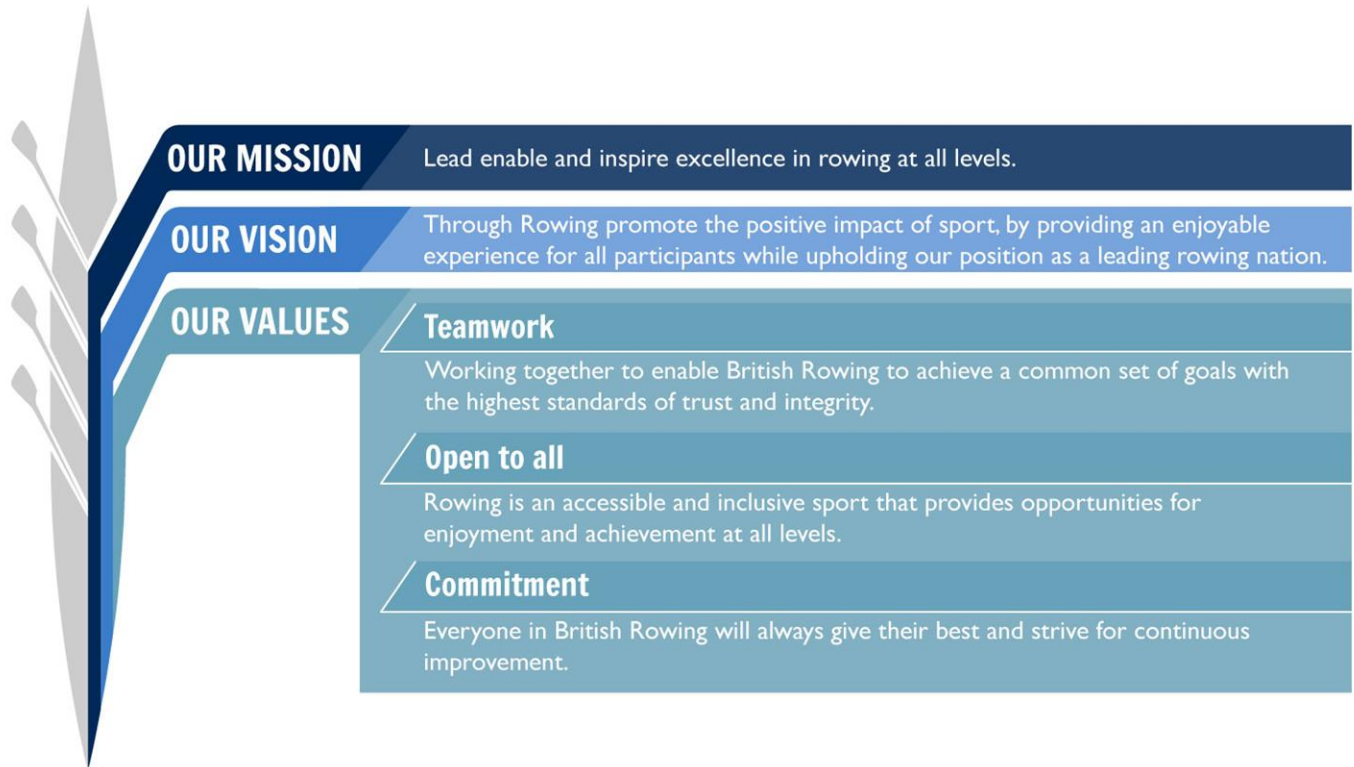 OUR MISSION
Lead enable and inspire excellence in rowing at all levels.
OUR VISION
Through Rowing promote the positive impact of sport, by providing an enjoyable
experience for all participants while upholding our position as a leading rowing nation.
OUR VALUES
Teamwork
Working together to enable British Rowing to achieve a common set of goals with
the highest standards of trust and integrity.
Open to all
Rowing is an accessible and inclusive sport that provides opportunities for
enjoyment and achievement at all levels.
Commitment
Everyone in British Rowing will always give their best and strive for continuous
improvement.